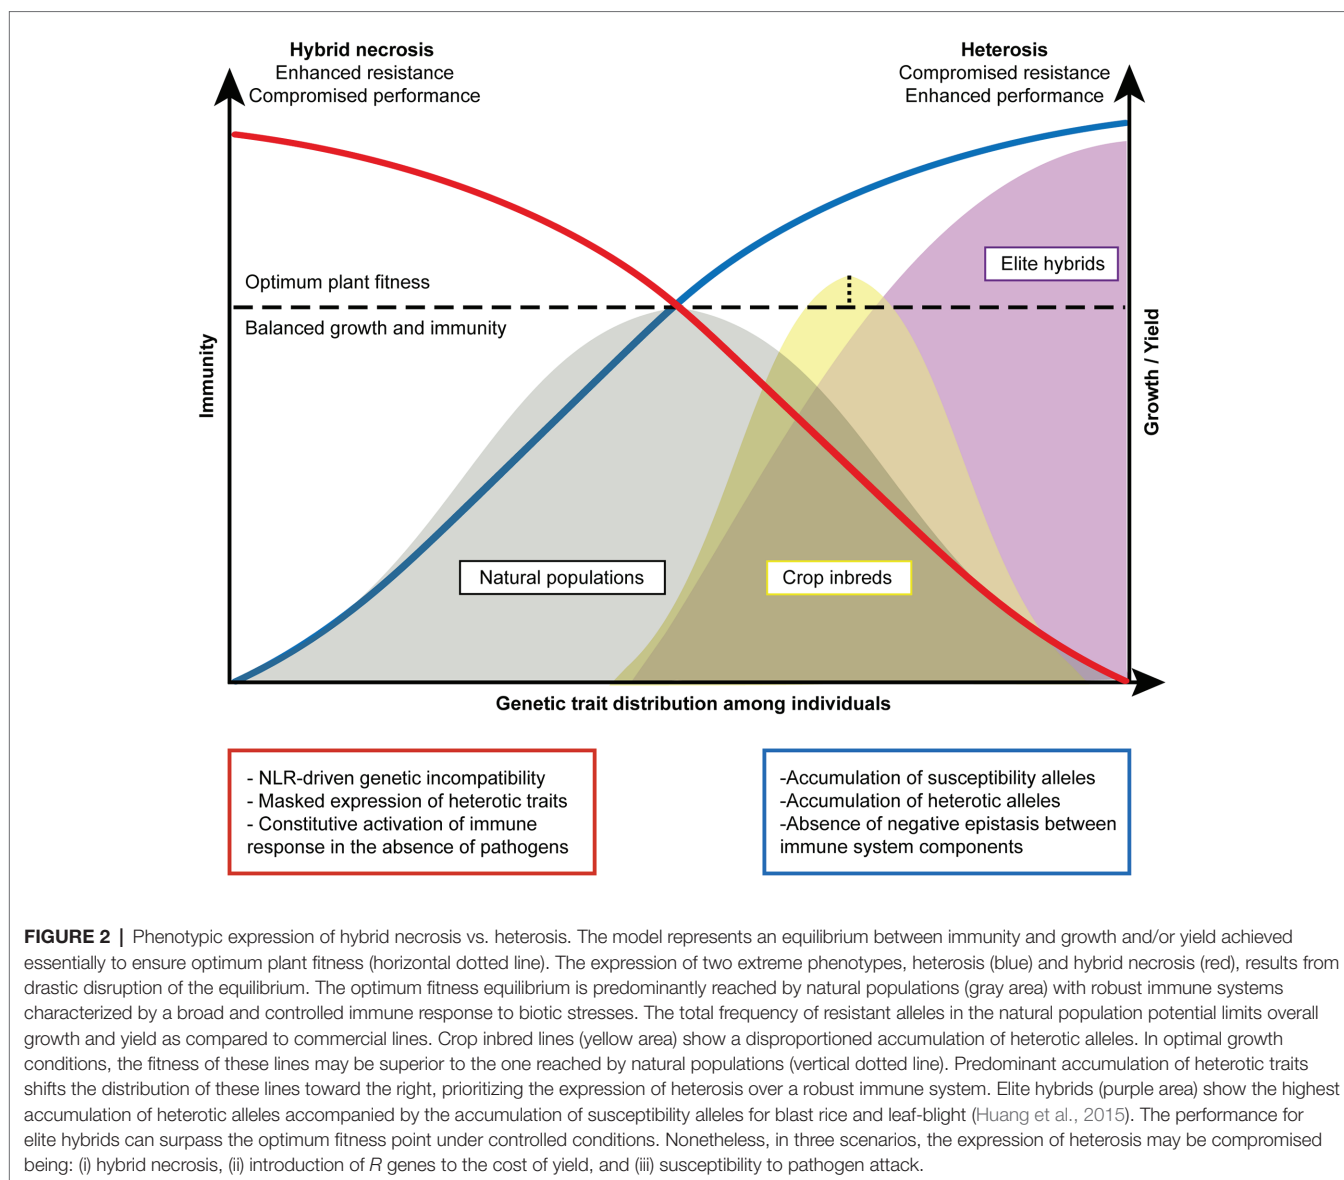 Hybrid necrosis
Enhanced resistance
Compromised performance
Heterosis
Compromised resistance
Enhanced performance
Elite hybrids
Optimum plant fitness
Balanced growth and immunity
Immunity
Growth / Yield
Natural populations
Crop inbreds
Genetic trait distribution among individuals
- NLR-driven genetic incompatibility
- Masked expression of heterotic traits
- Constitutive activation of immune
response in the absence of pathogens
-Accumulation of susceptibility alleles
-Accumulation of heterotic alleles
-Absence of negative epistasis between
immune system components
FIGURE 2 | Phenotypic expression of hybrid necrosis vs. heterosis. The model represents an equilibrium between immunity and growth and/or yield achieved
essentially to ensure optimum plant fitness (horizontal dotted line). The expression of two extreme phenotypes, heterosis (blue) and hybrid necrosis (red), results from
drastic disruption of the equilibrium. The optimum fitness equilibrium is predominantly reached by natural populations (gray area) with robust immune systems
characterized by a broad and controlled immune response to biotic stresses. The total frequency of resistant alleles in the natural population potential limits overall
growth and yield as compared to commercial lines. Crop inbred lines (yellow area) show a disproportioned accumulation of heterotic alleles. In optimal growth
conditions, the fitness of these lines may be superior to the one reached by natural populations (vertical dotted line). Predominant accumulation of heterotic traits
shifts the distribution of these lines toward the right, prioritizing the expression of heterosis over a robust immune system. Elite hybrids (purple area) show the highest
accumulation of heterotic alleles accompanied by the accumulation of susceptibility alleles for blast rice and leaf-blight (Huang et al., 2015). The performance for
elite hybrids can surpass the optimum fitness point under controlled conditions. Nonetheless, in three scenarios, the expression of heterosis may be compromised
being: (i) hybrid necrosis, (ii) introduction of R genes to the cost of yield, and (iii) susceptibility to pathogen attack.